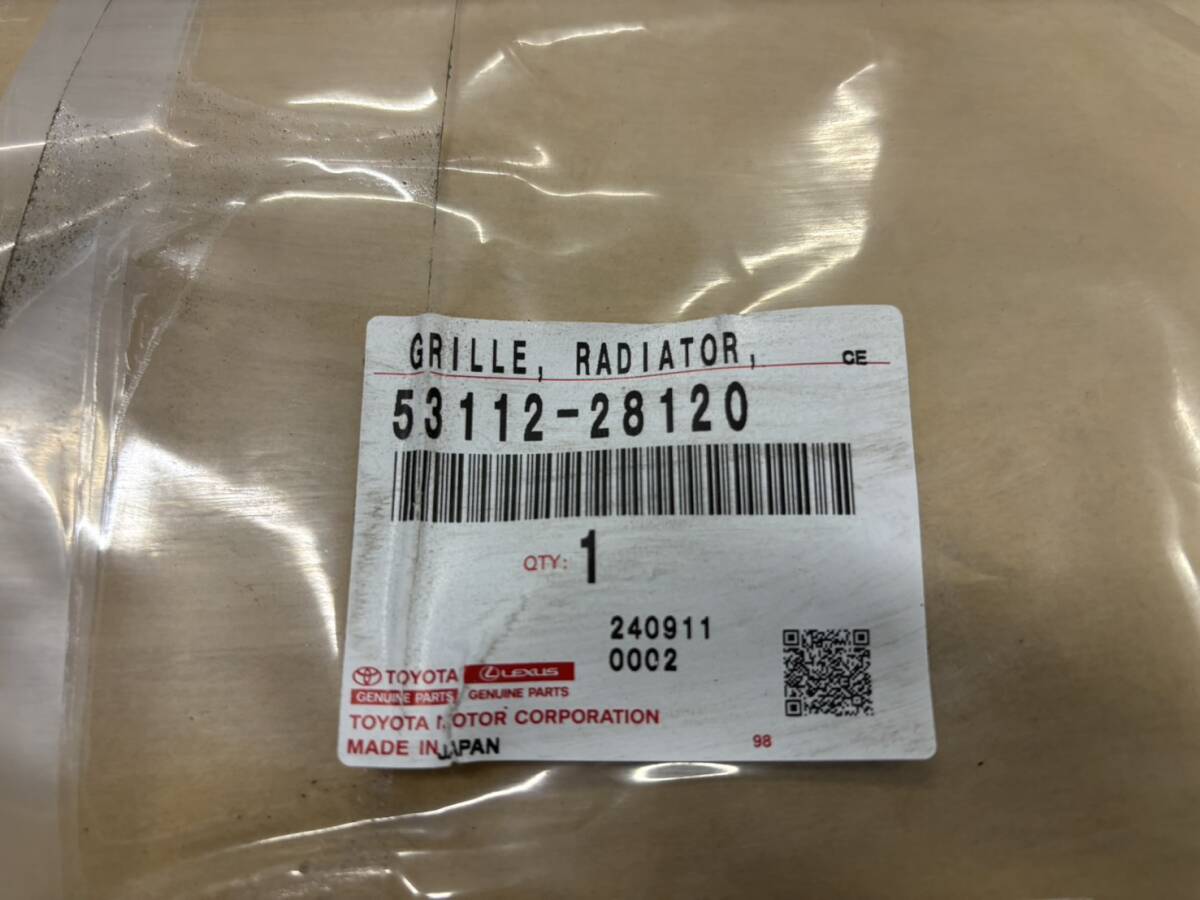 GRILLE, RADIATOR, CE
53112-28120
QTY: 1
240911
0002
TOYOTA LEXUS
GENUINE PARTS GENUINE PARTS
TOYOTA MOTOR CORPORATION
MADE IN JAPAN 98